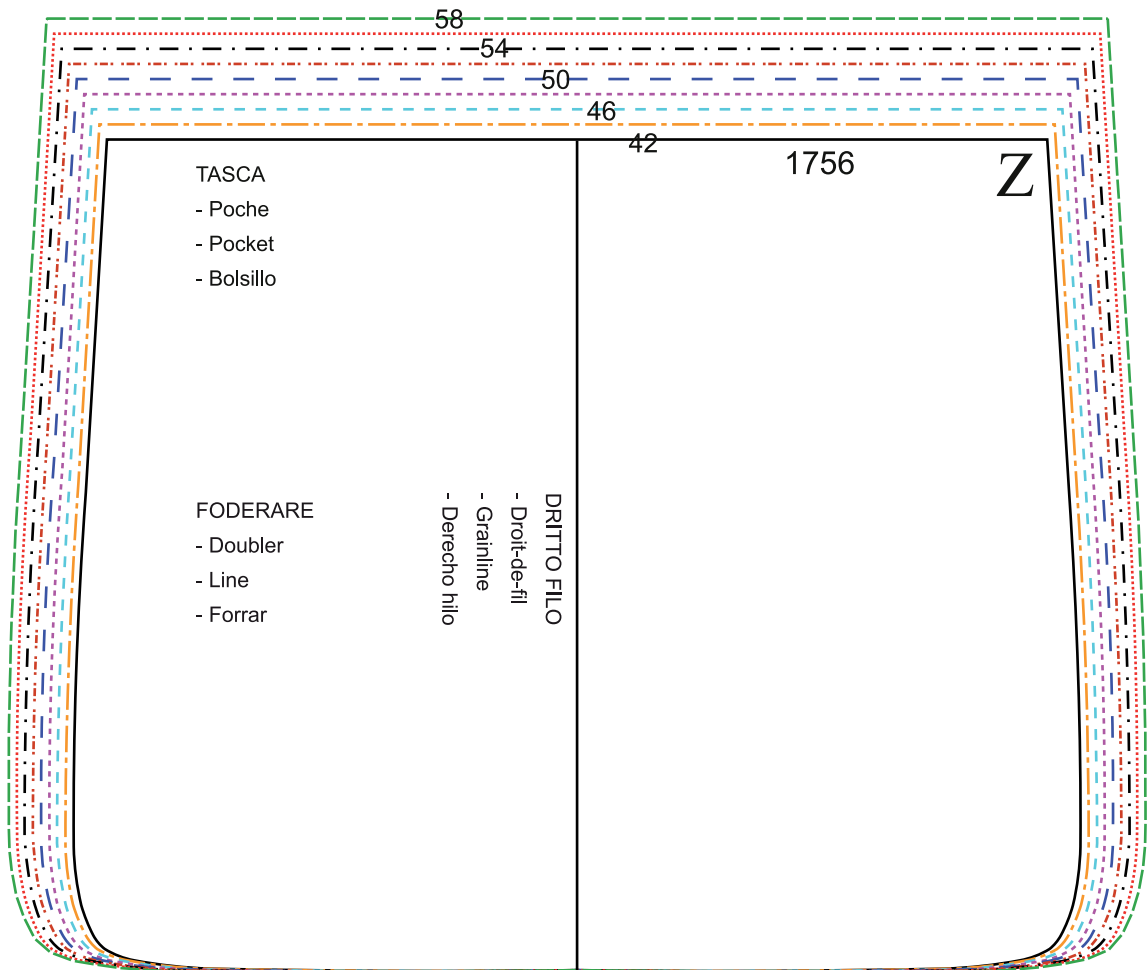 58
54
50
46
42
1756
Z
TASCA
- Poche
- Pocket
- Bolsillo
FODERARE
- Doubler
- Line
- Forrar
DRITTO FILO
- Droit-de-fil
- Grainline
- Derecho hilo